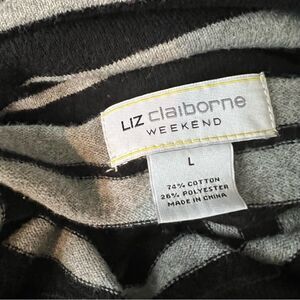 LIZ claiborne
WEEKEND
L
74% COTTON
26% POLYESTER
MADE IN CHINA